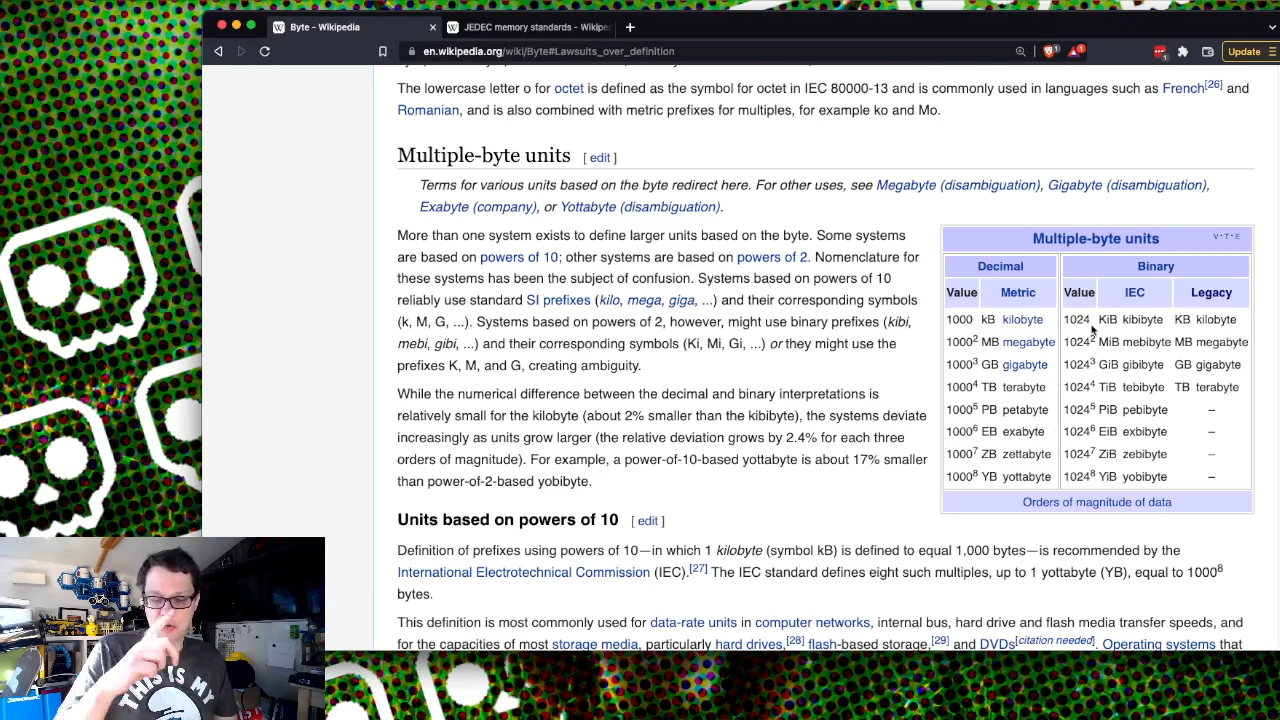 Byte - Wikipedia
JEDEC memory standards - Wikipe
en.wikipedia.org/wiki/Byte#Lawsuits_over_definition
1
1
1
Update
The lowercase letter o for octet is defined as the symbol for octet in IEC 80000-13 and is commonly used in languages such as French[26] and
Romanian, and is also combined with metric prefixes for multiples, for example ko and Mo.
Multiple-byte units [ edit ]
Terms for various units based on the byte redirect here. For other uses, see Megabyte (disambiguation), Gigabyte (disambiguation),
Exabyte (company), or Yottabyte (disambiguation).
More than one system exists to define larger units based on the byte. Some systems
are based on powers of 10; other systems are based on powers of 2. Nomenclature for
these systems has been the subject of confusion. Systems based on powers of 10
reliably use standard SI prefixes (kilo, mega, giga, ...) and their corresponding symbols
(k, M, G, ...). Systems based on powers of 2, however, might use binary prefixes (kibi,
mebi, gibi, ...) and their corresponding symbols (Ki, Mi, Gi, ...) or they might use the
prefixes K, M, and G, creating ambiguity.
While the numerical difference between the decimal and binary interpretations is
relatively small for the kilobyte (about 2% smaller than the kibibyte), the systems deviate
increasingly as units grow larger (the relative deviation grows by 2.4% for each three
orders of magnitude). For example, a power-of-10-based yottabyte is about 17% smaller
than power-of-2-based yobibyte.
Multiple-byte units V·T·E
Decimal Binary
Value Metric Value IEC Legacy
1000 kB kilobyte 1024 KiB kibibyte KB kilobyte
1000² MB megabyte 1024² MiB mebibyte MB megabyte
1000³ GB gigabyte 1024³ GiB gibibyte GB gigabyte
1000⁴ TB terabyte 1024⁴ TiB tebibyte TB terabyte
1000⁵ PB petabyte 1024⁵ PiB pebibyte –
1000⁶ EB exabyte 1024⁶ EiB exbibyte –
1000⁷ ZB zettabyte 1024⁷ ZiB zebibyte –
1000⁸ YB yottabyte 1024⁸ YiB yobibyte –
Orders of magnitude of data
Units based on powers of 10 [ edit ]
Definition of prefixes using powers of 10—in which 1 kilobyte (symbol kB) is defined to equal 1,000 bytes—is recommended by the
International Electrotechnical Commission (IEC).[27] The IEC standard defines eight such multiples, up to 1 yottabyte (YB), equal to 1000⁸
bytes.
This definition is most commonly used for data-rate units in computer networks, internal bus, hard drive and flash media transfer speeds, and
for the capacities of most storage media, particularly hard drives,[28] flash-based storage,[29] and DVDs[citation needed]. Operating systems that
THIS IS MY